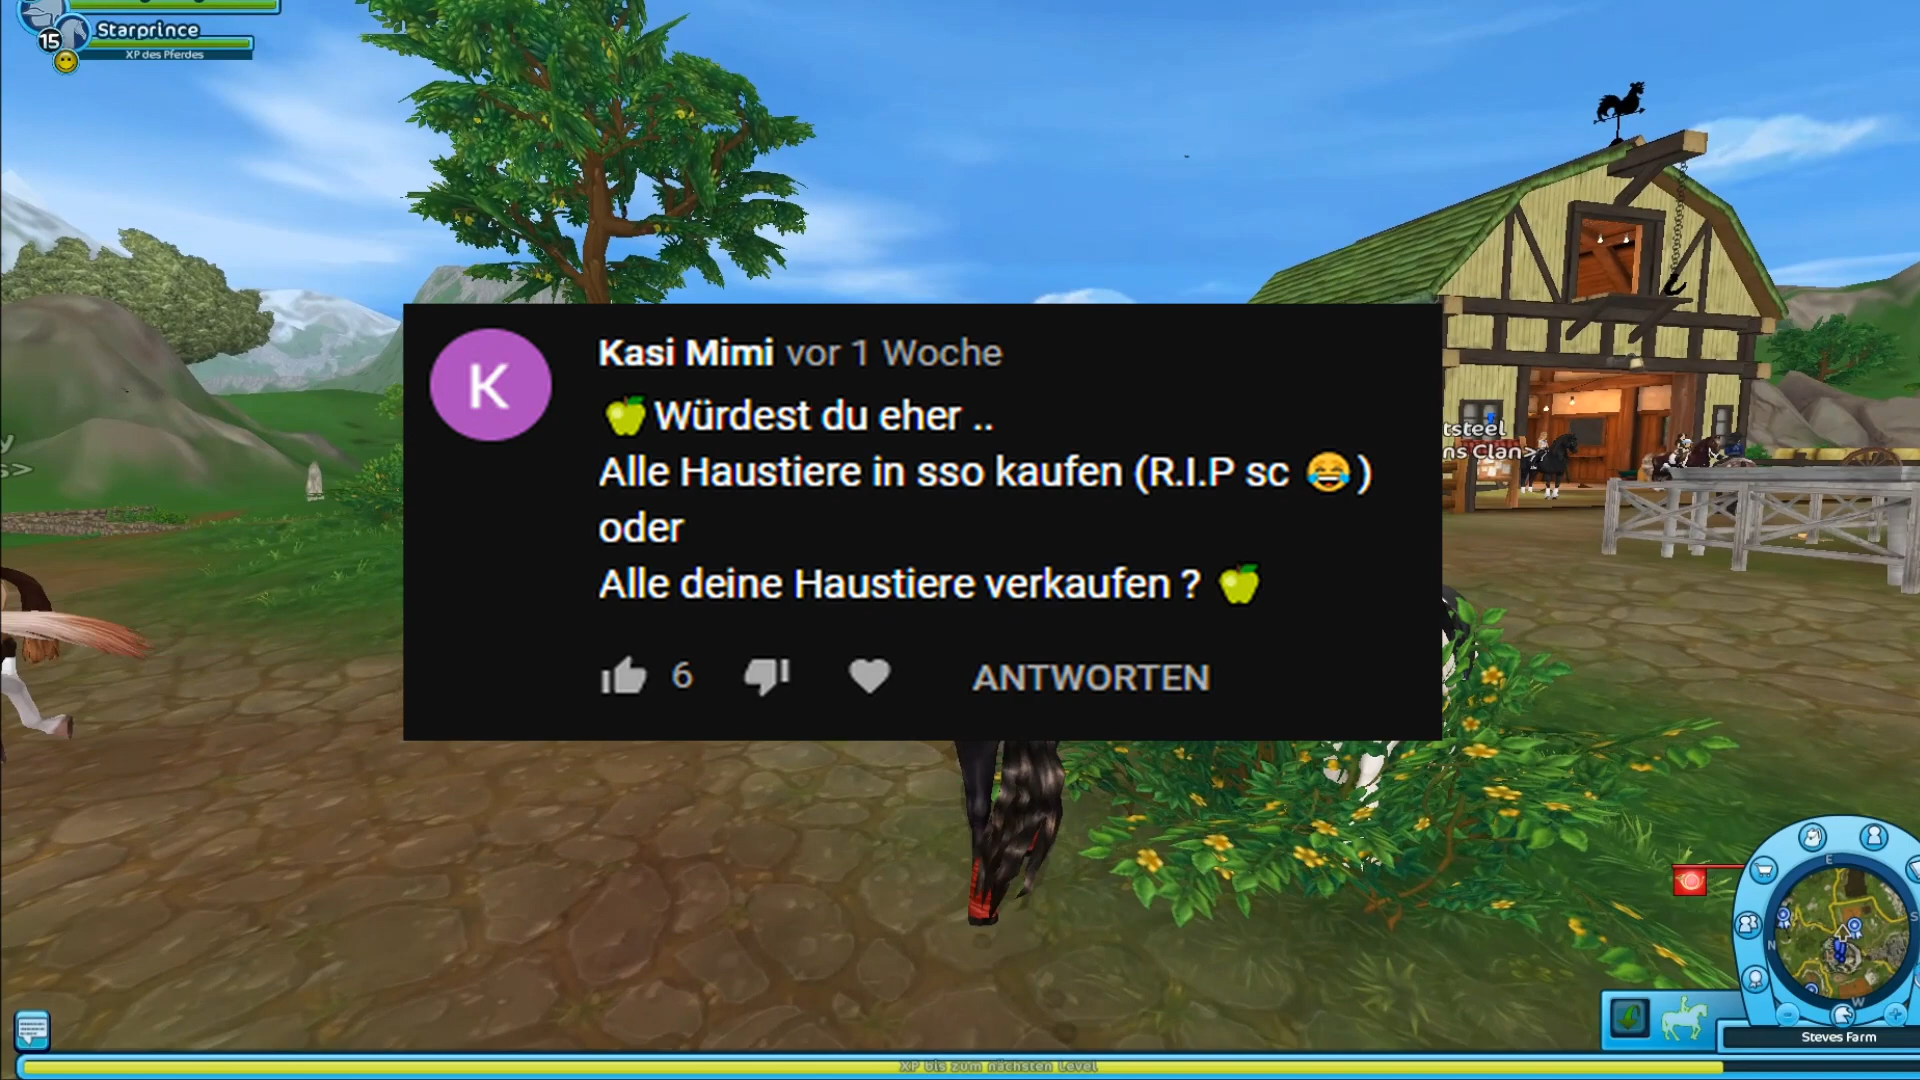 Starprince
15
XP des Pferdes
Kasi Mimi vor 1 Woche
K
🍏Würdest du eher ..
Alle Haustiere in sso kaufen (R.I.P sc 😂)
oder
Alle deine Haustiere verkaufen ? 🍏
6 ANTWORTEN
tsteel
ns Clan>
y
s>
E
S
N
W
Steves Farm
XP bis zum nächsten Level